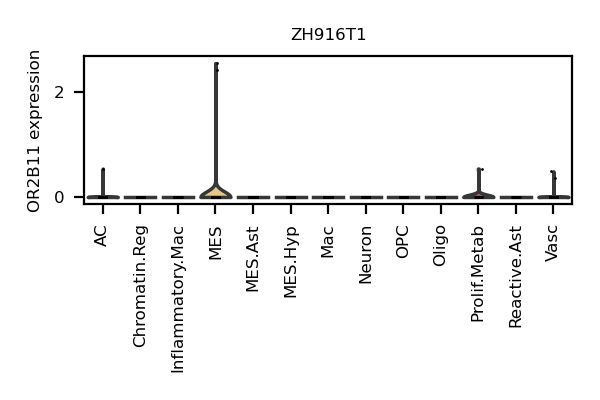 ZH916T1
OR2B11 expression
2
0
AC
Chromatin.Reg
Inflammatory.Mac
MES
MES.Ast
MES.Hyp
Mac
Neuron
OPC
Oligo
Prolif.Metab
Reactive.Ast
Vasc